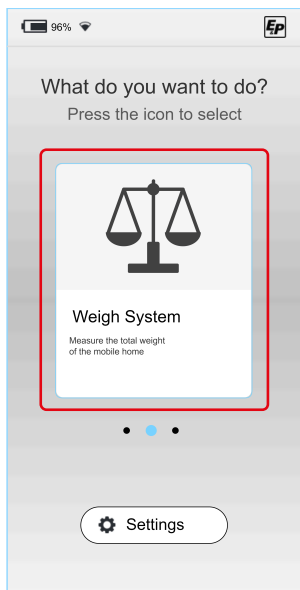 96%
E&P
What do you want to do?
Press the icon to select
Weigh System
Measure the total weight
of the mobile home
Settings